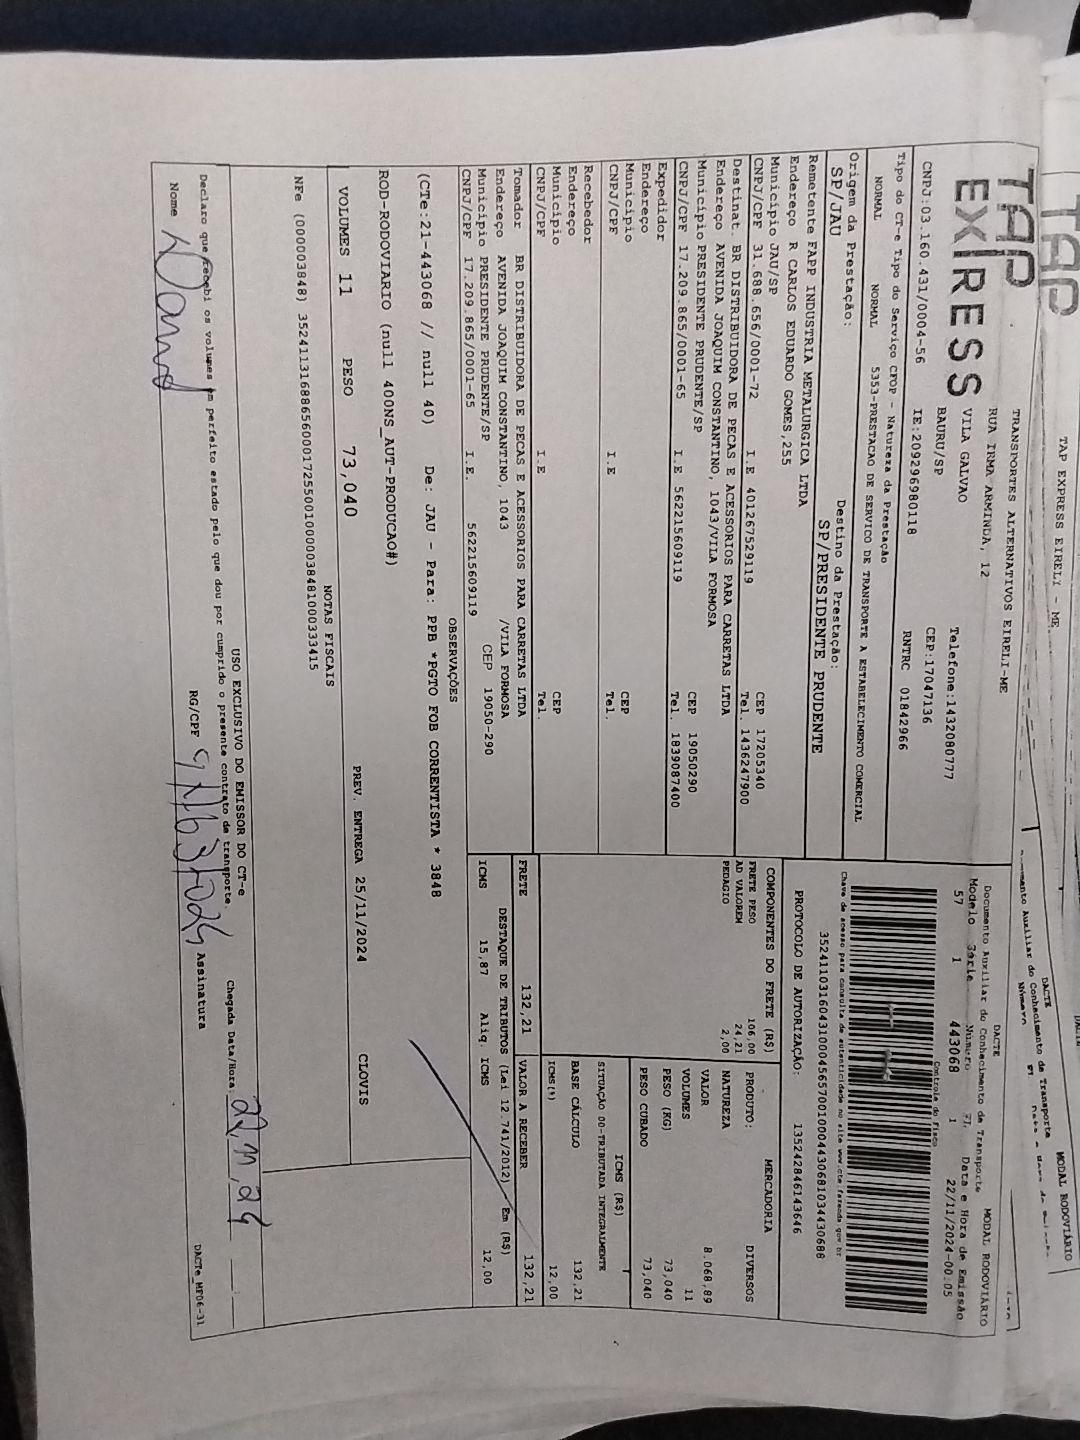 TAP EXPRESS EIRELI - ME
MODAL RODOVIÁRIO
DACTE
TAP
TAP
EXPRESS
TRANSPORTES ALTERNATIVOS EIRELI-ME
RUA IRMA ARMINDA, 12
VILA GALVAO
BAURU/SP
Telefone:1432080777
CEP:17047136
CNPJ:03.160.431/0004-56
IE:209296980118
RNTRC 01842966
DACTE
MODAL RODOVIÁRIO
Documento Auxiliar do Conhecimento de Transporte
Modelo Série Número Fl. Data e Hora de Emissão
57 1 443068 1 22/11/2024-00:05
Controle do Fisco
Chave de acesso para consulta de autenticidade no site www.cte.fazenda.gov.br
35241103160431000456570010004430681034430688
PROTOCOLO DE AUTORIZAÇÃO: 135242846143646
Tipo do CT-e Tipo do Serviço CFOP - Natureza da Prestação
NORMAL NORMAL 5353-PRESTACAO DE SERVICO DE TRANSPORTE A ESTABELECIMENTO COMERCIAL
Origem da Prestação: Destino da Prestação:
SP/JAU SP/PRESIDENTE PRUDENTE
Remetente FAPP INDUSTRIA METALURGICA LTDA
Endereço R CARLOS EDUARDO GOMES,255
Município JAU/SP CEP 17205340
CNPJ/CPF 31.688.656/0001-72 I.E 401267529119 Tel. 1436247900
Destinat. BR DISTRIBUIDORA DE PECAS E ACESSORIOS PARA CARRETAS LTDA
Endereço AVENIDA JOAQUIM CONSTANTINO, 1043/VILA FORMOSA
Município PRESIDENTE PRUDENTE/SP CEP 19050290
CNPJ/CPF 17.209.865/0001-65 I.E 562215609119 Tel. 1839087400
Expedidor
Endereço
Município CEP
CNPJ/CPF I.E Tel.
Recebedor
Endereço
Município CEP
CNPJ/CPF I.E Tel.
Tomador BR DISTRIBUIDORA DE PECAS E ACESSORIOS PARA CARRETAS LTDA
Endereço AVENIDA JOAQUIM CONSTANTINO, 1043 /VILA FORMOSA
Município PRESIDENTE PRUDENTE/SP CEP 19050-290
CNPJ/CPF 17.209.865/0001-65 I.E. 562215609119
COMPONENTES DO FRETE (R$)
FRETE PESO 106,00
AD VALOREM 24,21
PEDAGIO 2,00
MERCADORIA
PRODUTO: DIVERSOS
NATUREZA
VALOR 8.068,89
VOLUMES 11
PESO (KG) 73,040
PESO CUBADO 73,040
ICMS (R$)
SITUAÇÃO 00-TRIBUTADA INTEGRALMENTE
BASE CÁLCULO 132,21
ICMS(%) 12,00
FRETE 132,21 VALOR A RECEBER 132,21
DESTAQUE DE TRIBUTOS (Lei 12.741/2012) - Em (R$)
ICMS 15,87 Aliq. ICMS 12,00
OBSERVAÇÕES
(CTe:21-443068 // null 40) De: JAU - Para: PPB *PGTO FOB CORRENTISTA * 3848
ROD-RODOVIARIO (null 400NS_AUT-PRODUCAO#)
VOLUMES 11 PESO 73,040 PREV. ENTREGA 25/11/2024 CLOVIS
NOTAS FISCAIS
NFe (000003848) 35241131688656000172550010000038481000333415
USO EXCLUSIVO DO EMISSOR DO CT-e
Declaro que recebi os volumes em perfeito estado pelo que dou por cumprido o presente contrato de transporte.
Chegada Data/Hora:
Nome RG/CPF Assinatura
DACTe_MP06-31